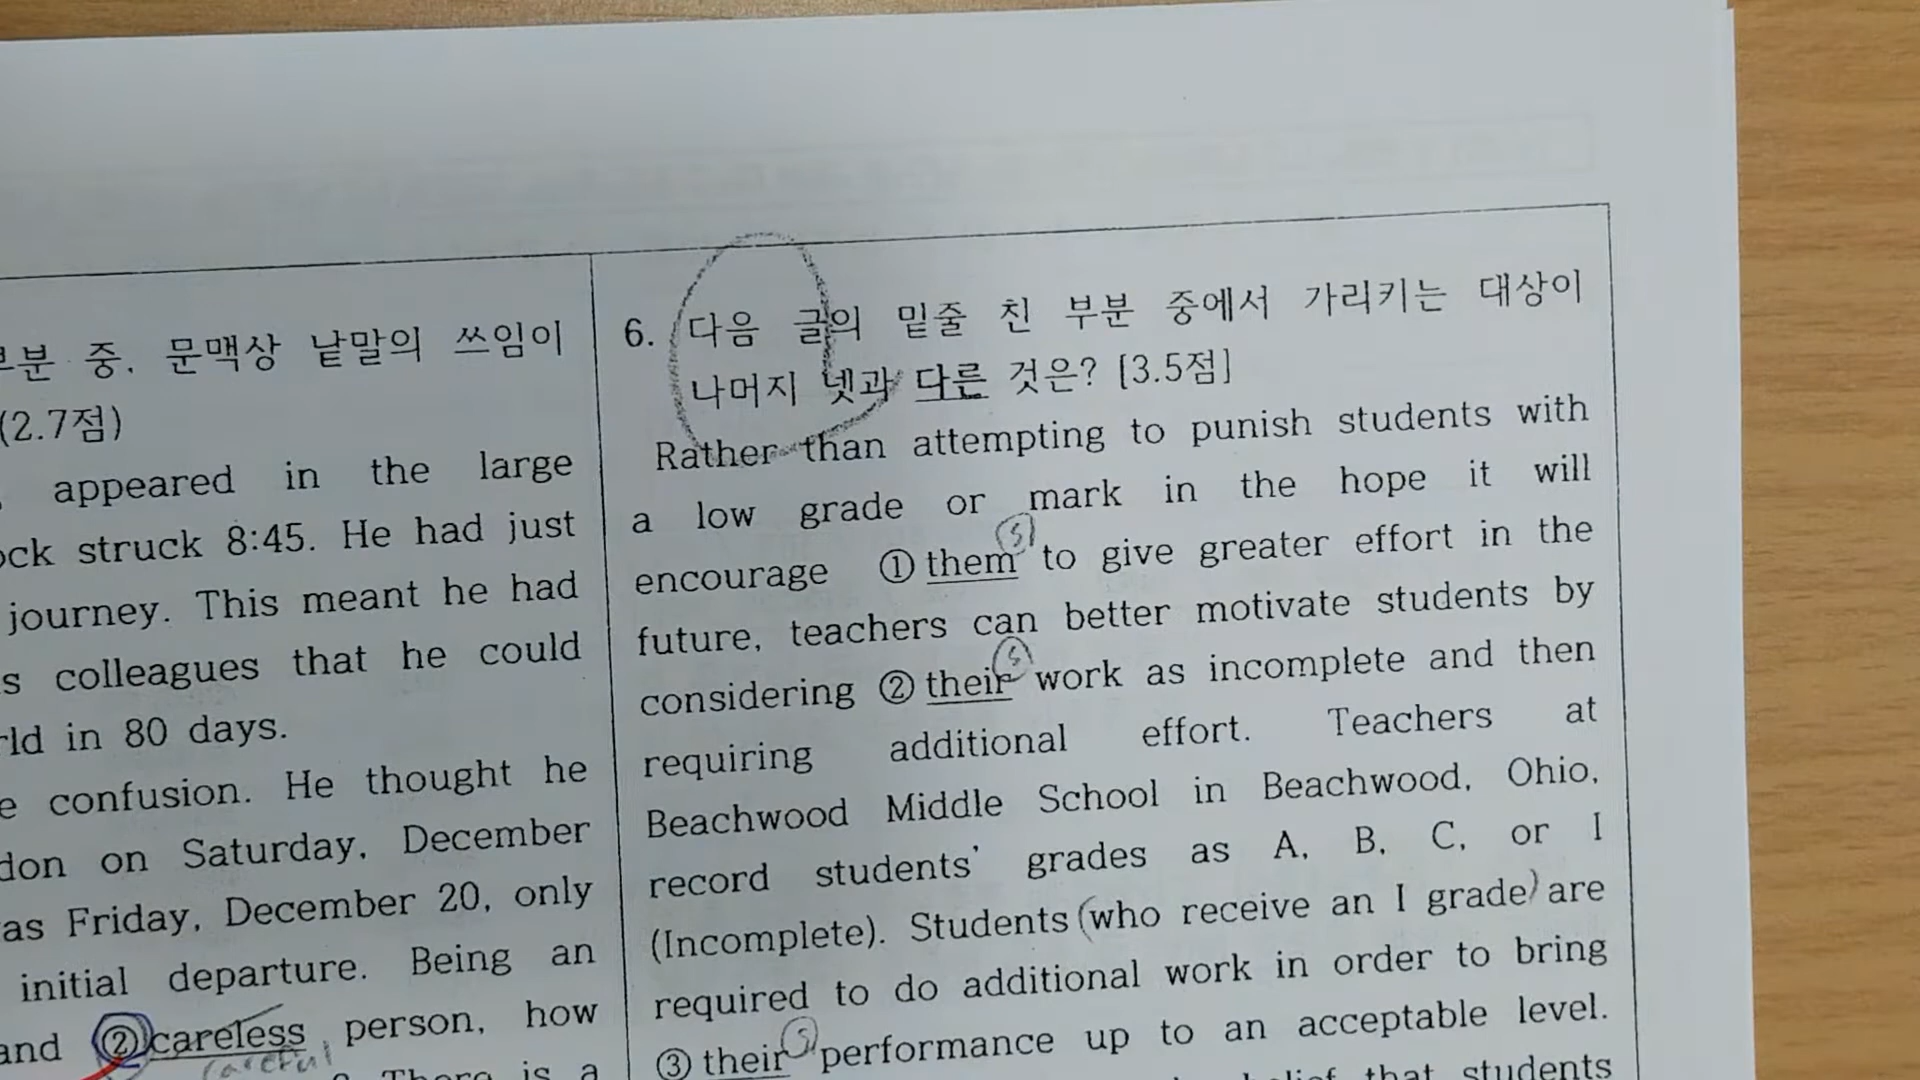 부분 중, 문맥상 낱말의 쓰임이
(2.7점)
appeared in the large
ock struck 8:45. He had just
journey. This meant he had
s colleagues that he could
rld in 80 days.
e confusion. He thought he
don on Saturday, December
as Friday, December 20, only
initial departure. Being an
and ②careless person, how
careful
There is a
6. 다음 글의 밑줄 친 부분 중에서 가리키는 대상이
나머지 넷과 다른 것은? [3.5점]
Rather than attempting to punish students with
a low grade or mark in the hope it will
S
encourage ① them to give greater effort in the
future, teachers can better motivate students by
S
considering ② their work as incomplete and then
requiring additional effort. Teachers at
Beachwood Middle School in Beachwood, Ohio,
record students' grades as A, B, C, or I
(Incomplete). Students (who receive an I grade) are
required to do additional work in order to bring
S
③ their performance up to an acceptable level.
belief that students